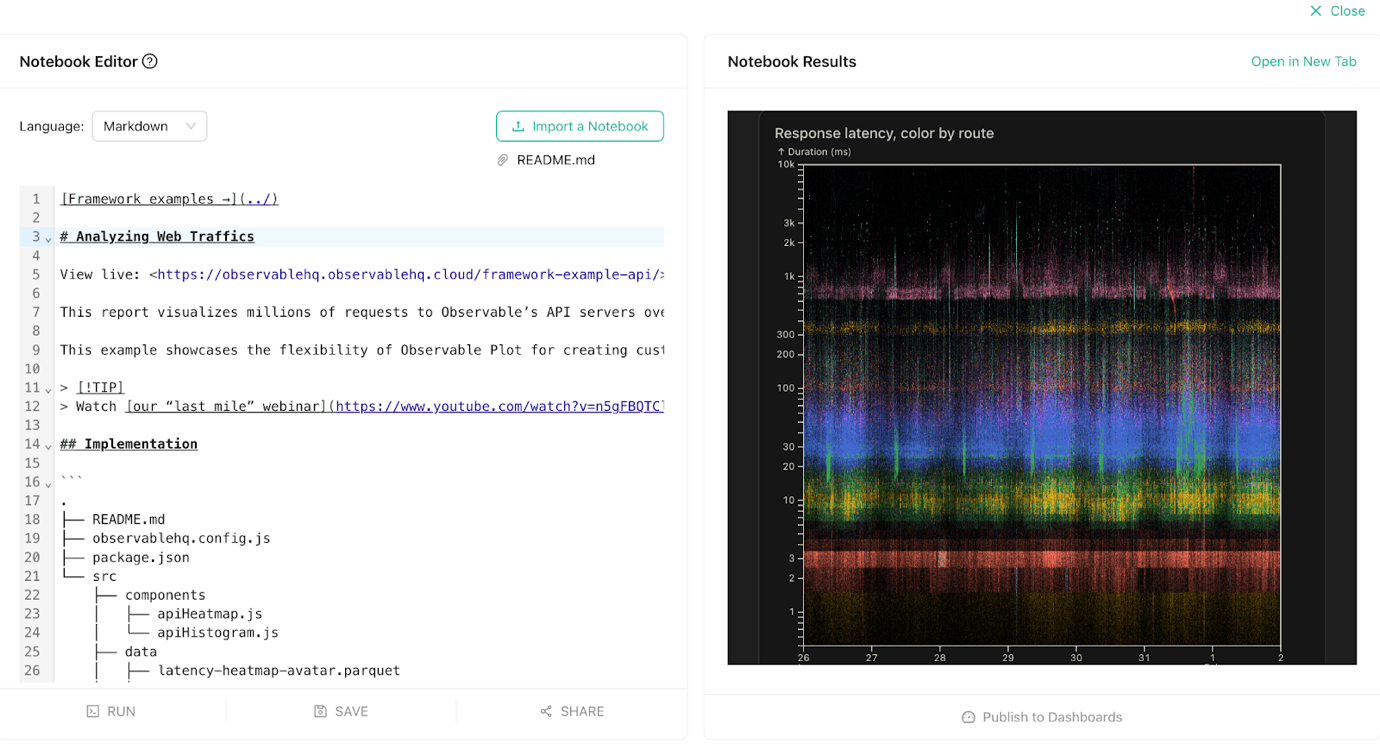 Close
Notebook Editor
Notebook Results
Open in New Tab
Language: Markdown
Import a Notebook
README.md
1 [Framework examples →](../)
2
3 # Analyzing Web Traffics
4
5 View live: <https://observablehq.observablehq.cloud/framework-example-api/>
6
7 This report visualizes millions of requests to Observable’s API servers ove
8
9 This example showcases the flexibility of Observable Plot for creating cust
10
11 > [!TIP]
12 > Watch [our “last mile” webinar](https://www.youtube.com/watch?v=n5gFBQTC
13
14 ## Implementation
15
16 ```
17 .
18 ├── README.md
19 ├── observablehq.config.js
20 ├── package.json
21 └── src
22 ├── components
23 │ ├── apiHeatmap.js
24 │ └── apiHistogram.js
25 ├── data
26 │ ├── latency-heatmap-avatar.parquet
RUN
SAVE
SHARE
Response latency, color by route
↑ Duration (ms)
10k
3k
2k
1k
300
200
100
30
20
10
3
2
1
26 27 28 29 30 31 1 2
Publish to Dashboards